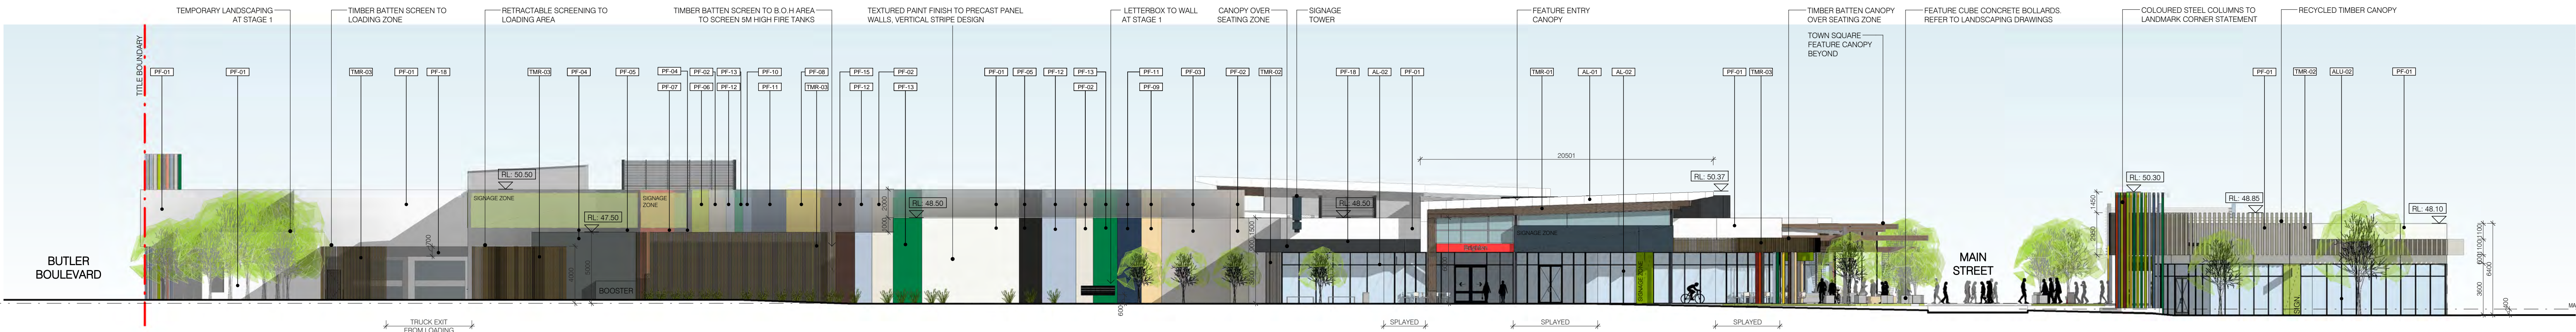 TEMPORARY LANDSCAPING
AT STAGE 1
TIMBER BATTEN SCREEN TO
LOADING ZONE
RETRACTABLE SCREENING TO
LOADING AREA
TIMBER BATTEN SCREEN TO B.O.H AREA
TO SCREEN 5M HIGH FIRE TANKS
TEXTURED PAINT FINISH TO PRECAST PANEL
WALLS, VERTICAL STRIPE DESIGN
LETTERBOX TO WALL
AT STAGE 1
CANOPY OVER
SEATING ZONE
SIGNAGE
TOWER
FEATURE ENTRY
CANOPY
TIMBER BATTEN CANOPY
OVER SEATING ZONE
TOWN SQUARE
FEATURE CANOPY
BEYOND
FEATURE CUBE CONCRETE BOLLARDS.
REFER TO LANDSCAPING DRAWINGS
COLOURED STEEL COLUMNS TO
LANDMARK CORNER STATEMENT
RECYCLED TIMBER CANOPY
TITLE BOUNDARY
PF-01
PF-01
TMR-03
PF-01
PF-18
TMR-03
PF-04
PF-05
PF-04
PF-07
PF-02
PF-06
PF-13
PF-12
PF-10
PF-11
PF-08
TMR-03
PF-15
PF-12
PF-02
PF-13
PF-01
PF-05
PF-12
PF-13
PF-02
PF-11
PF-09
PF-03
PF-02
TMR-02
PF-18
AL-02
PF-01
TMR-01
AL-01
AL-02
PF-01
TMR-03
PF-01
TMR-02
ALU-02
PF-01
20501
RL: 50.50
RL: 47.50
RL: 48.50
RL: 48.50
RL: 50.37
RL: 50.30
RL: 48.85
RL: 48.10
SIGNAGE ZONE
SIGNAGE
ZONE
SIGNAGE ZONE
SIGNAGE ZONE
SIGN.
BOOSTER
2000
1500
600
1450
1100
6400
3600
BUTLER
BOULEVARD
MAIN
STREET
TRUCK EXIT
FROM LOADING
SPLAYED
SPLAYED
SPLAYED
MA